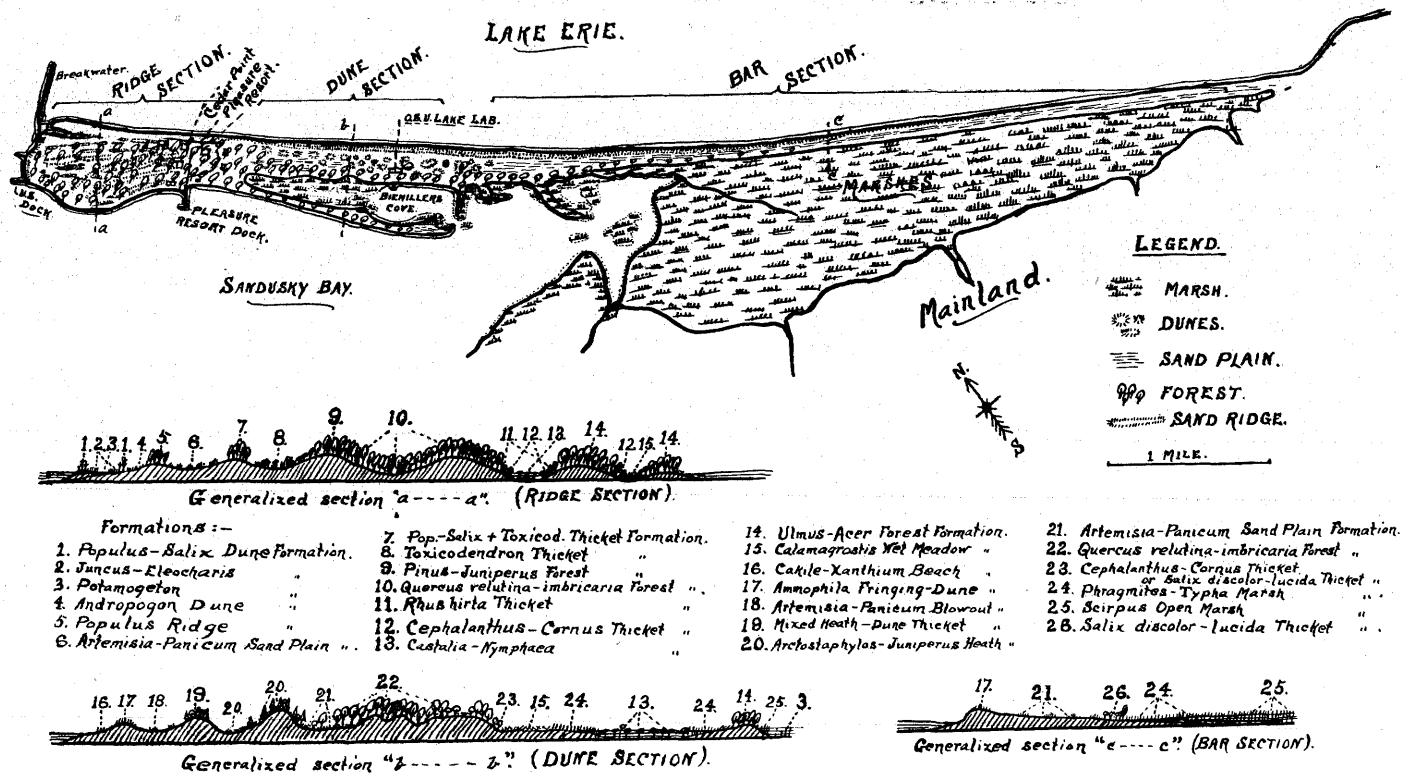 LAKE ERIE.
Breakwater.
RIDGE SECTION.
Cedar Point
Pleasure
Resort.
DUNE SECTION.
BAR SECTION.
a
b
O.S.U. LAKE LAB.
c
MARSHES
DOCK.
a
PLEASURE
RESORT DOCK.
BIEMILLERS
COVE.
b
c
SANDUSKY BAY.
Mainland.
LEGEND.
MARSH.
DUNES.
SAND PLAIN.
FOREST.
SAND RIDGE.
1 MILE.
N.
S
1. 2. 3. 1. 4. 5. 6. 7. 8. 9. 10. 11. 12. 13. 14. 12. 15. 14.
Generalized section "a----a". (RIDGE SECTION).
Formations:-
1. Populus-Salix Dune Formation.
2. Juncus-Eleocharis "
3. Potamogeton "
4. Andropogon Dune "
5. Populus Ridge "
6. Artemisia-Panicum Sand Plain ".
7. Pop.-Salix + Toxicod. Thicket Formation.
8. Toxicodendron Thicket "
9. Pinus-Juniperus Forest "
10. Quercus velutina-imbricaria Forest ".
11. Rhus hirta Thicket "
12. Cephalanthus-Cornus Thicket "
13. Castalia-Nymphaea "
14. Ulmus-Acer Forest Formation.
15. Calamagrostis Wet Meadow "
16. Cakile-Xanthium Beach "
17. Ammophila Fringing-Dune "
18. Artemisia-Panicum Blowout "
19. Mixed Heath-Dune Thicket "
20. Arctostaphylos-Juniperus Heath "
21. Artemisia-Panicum Sand Plain Formation.
22. Quercus velutina-imbricaria Forest "
23. Cephalanthus-Cornus Thicket
or Salix discolor-lucida Thicket "
24. Phragmites-Typha Marsh "
25. Scirpus Open Marsh "
26. Salix discolor-lucida Thicket ".
16. 17. 18. 19. 20. 20. 21. 22. 23. 15. 24. 13. 24. 14. 25. 3.
Generalized section "b-----b". (DUNE SECTION).
17. 21. 26. 24. 25.
Generalized section "c----c". (BAR SECTION).